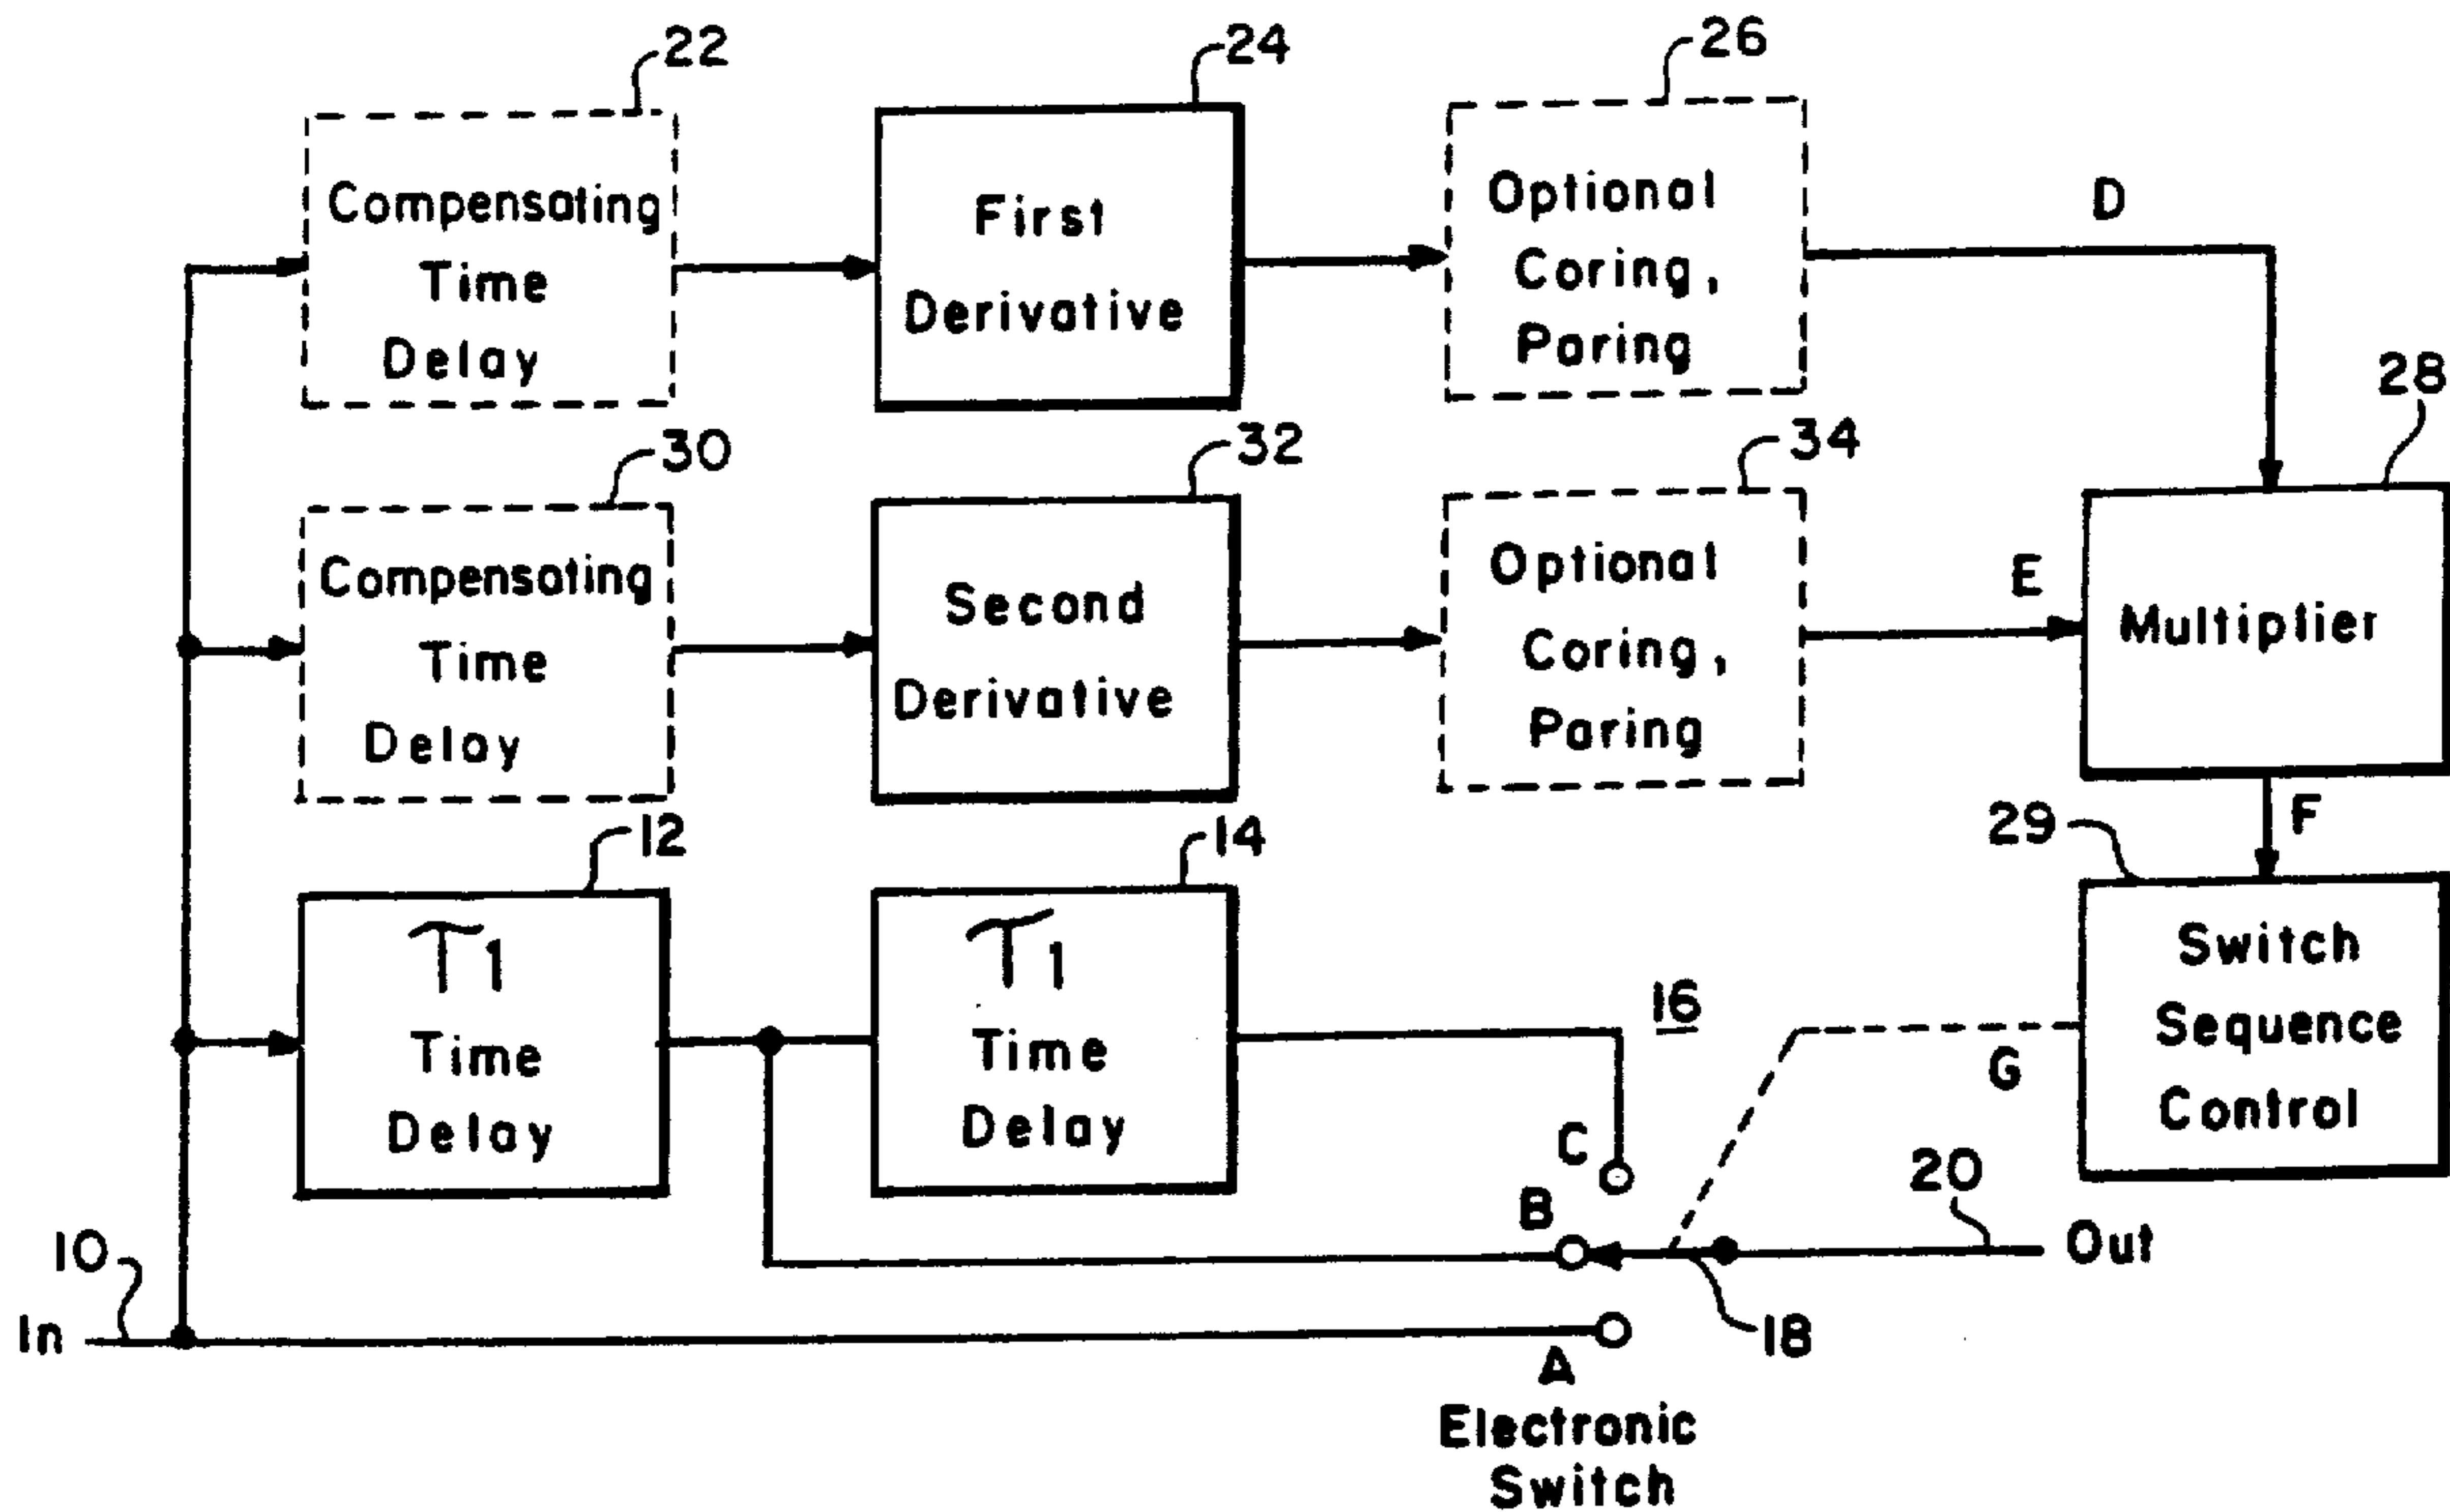 22
24
26
Compensating
Time
Delay
First
Derivative
Optional
Coring,
Paring
D
28
30
32
34
Compensating
Time
Delay
Second
Derivative
Optional
Coring,
Paring
E
Multiplier
F
29
12
14
T1
Time
Delay
T1
Time
Delay
16
Switch
Sequence
Control
G
C
B
20
Out
10
In
18
A
Electronic
Switch